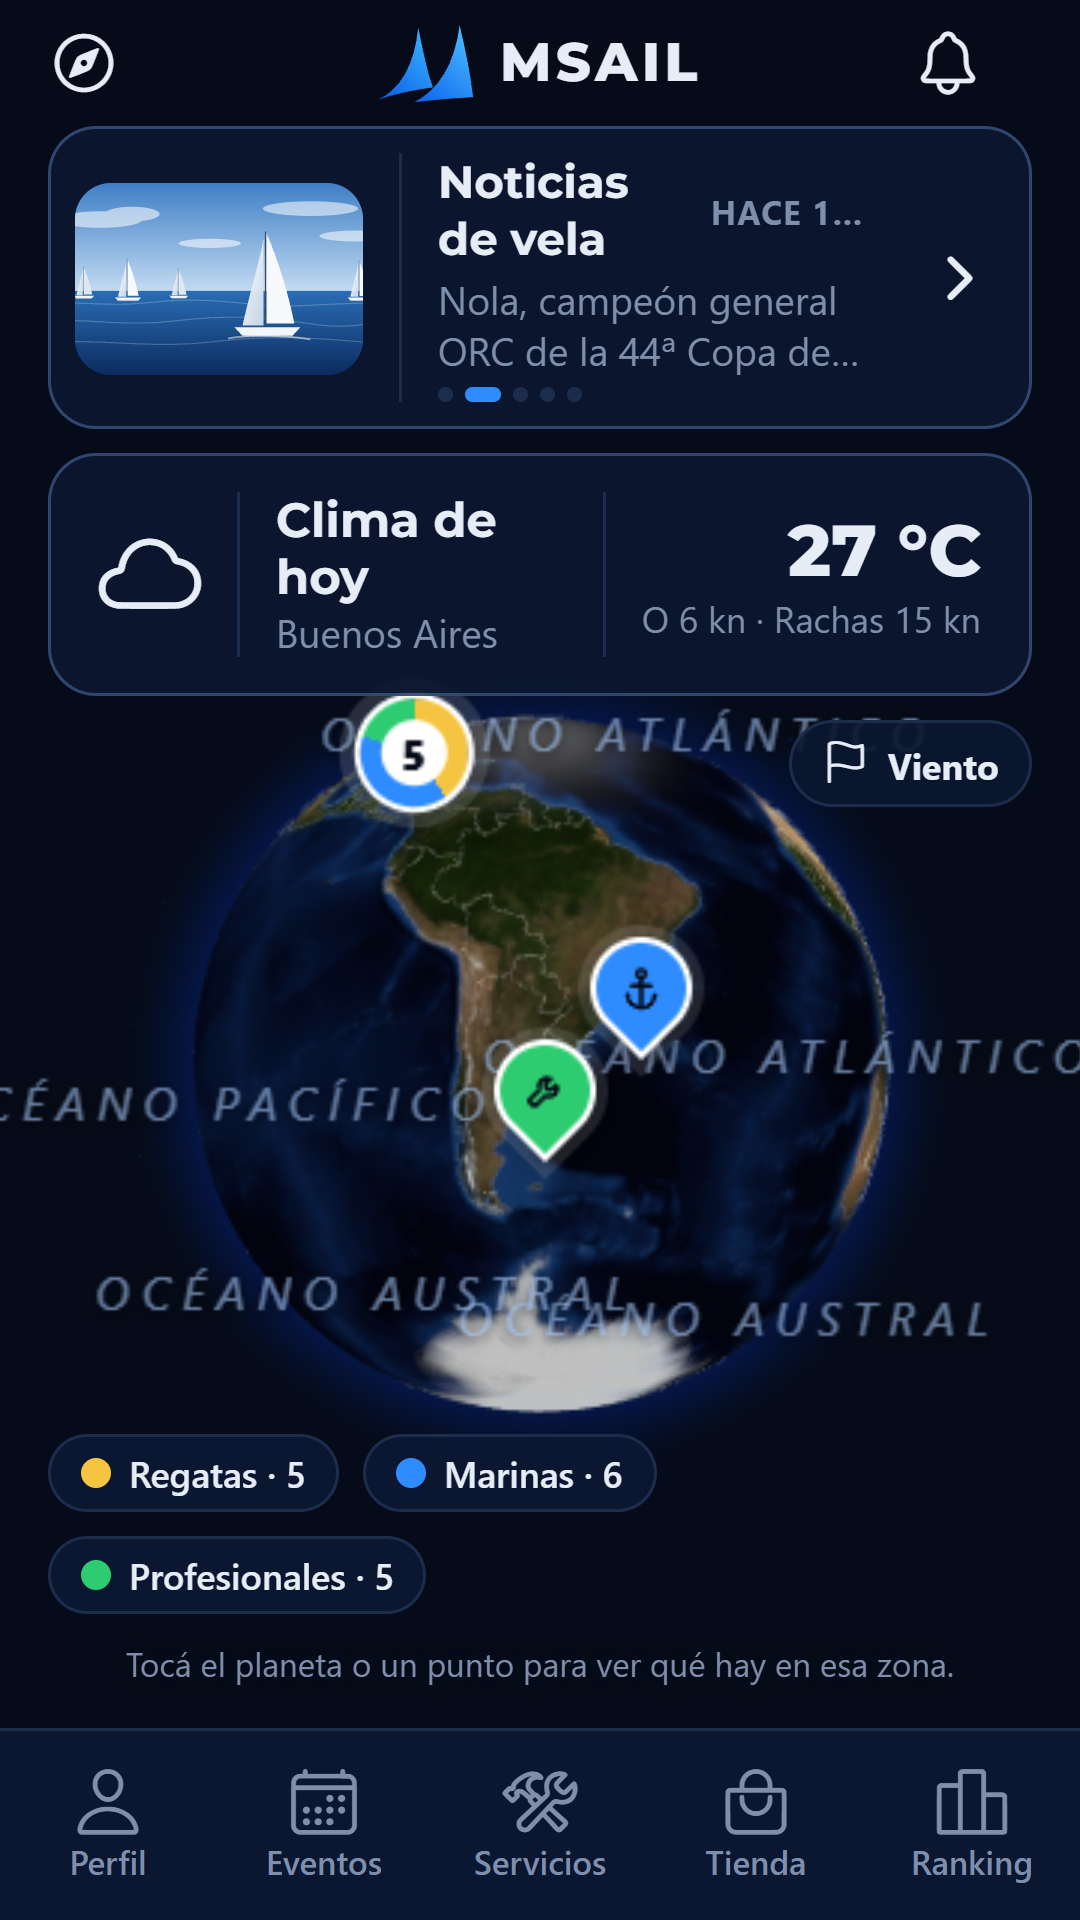 MSAIL
Noticias
de vela
HACE 1...
Nola, campeón general
ORC de la 44ª Copa de...
Clima de
hoy
Buenos Aires
27 °C
O 6 kn · Rachas 15 kn
5
Viento
OCÉANO ATLÁNTICO
CÉANO PACÍFICO
OCÉANO AUSTRAL
OCÉANO AUSTRAL
Regatas · 5
Marinas · 6
Profesionales · 5
Tocá el planeta o un punto para ver qué hay en esa zona.
Perfil
Eventos
Servicios
Tienda
Ranking